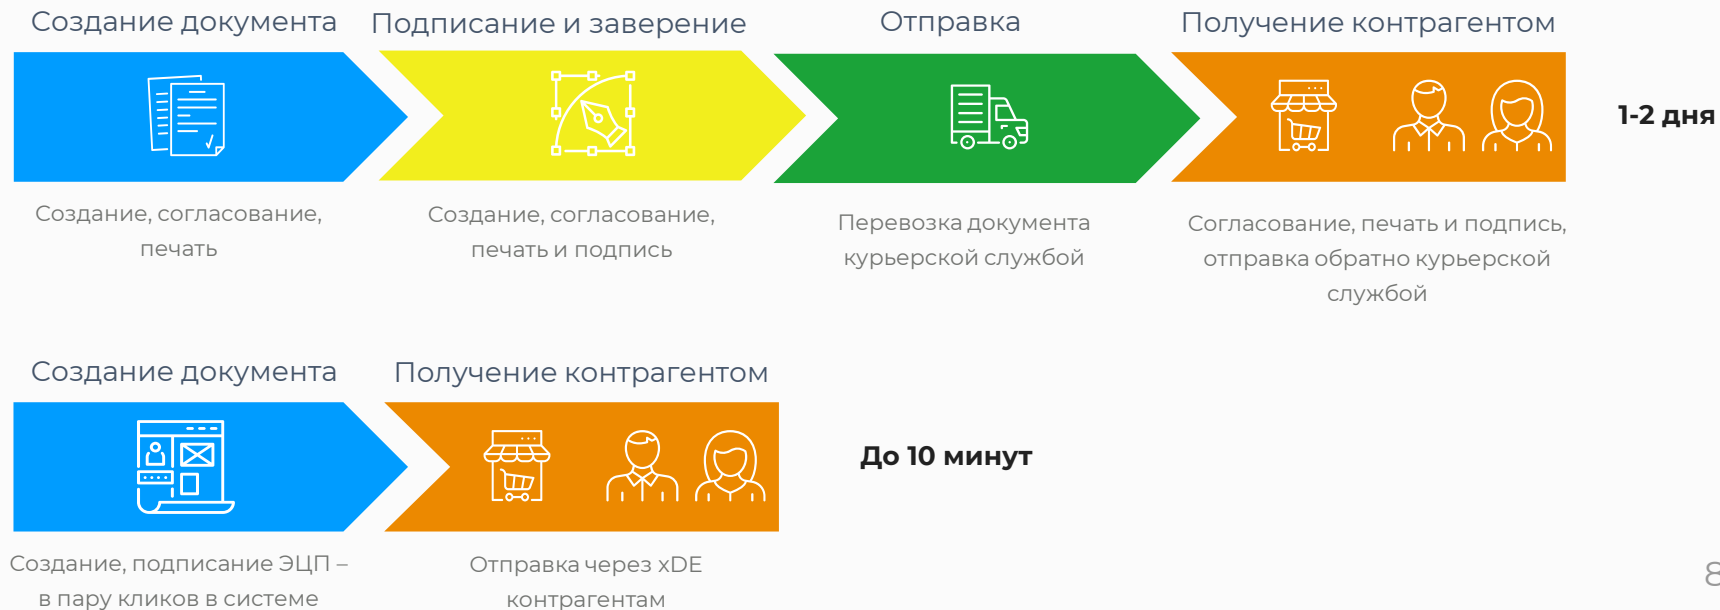 Создание документа
Подписание и заверение
Отправка
Получение контрагентом
1-2 дня
Создание, согласование,
печать
Создание, согласование,
печать и подпись
Перевозка документа
курьерской службой
Согласование, печать и подпись,
отправка обратно курьерской
службой
Создание документа
Получение контрагентом
До 10 минут
Создание, подписание ЭЦП –
в пару кликов в системе
Отправка через xDE
контрагентам
8